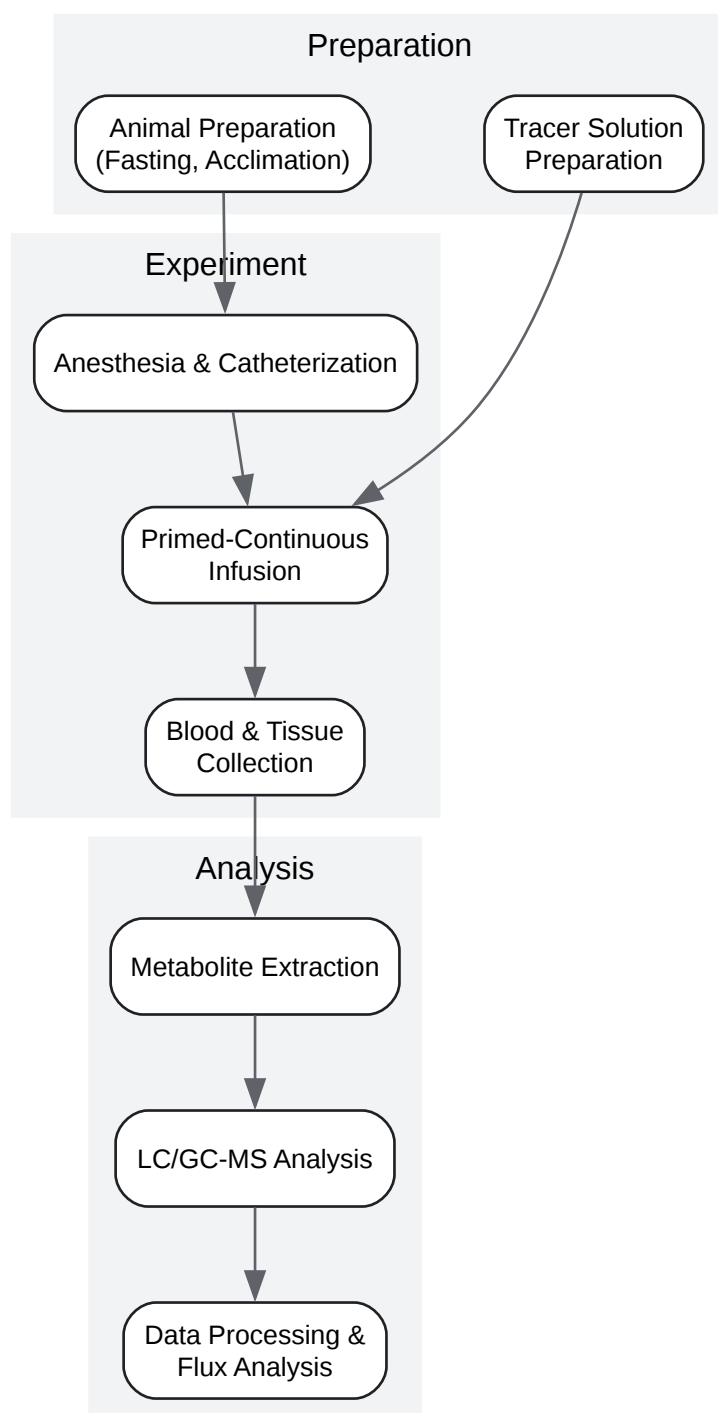 Preparation
Animal Preparation
(Fasting, Acclimation)
Tracer Solution
Preparation
Experiment
Anesthesia & Catheterization
Primed-Continuous
Infusion
Blood & Tissue
Collection
Analysis
Metabolite Extraction
LC/GC-MS Analysis
Data Processing &
Flux Analysis